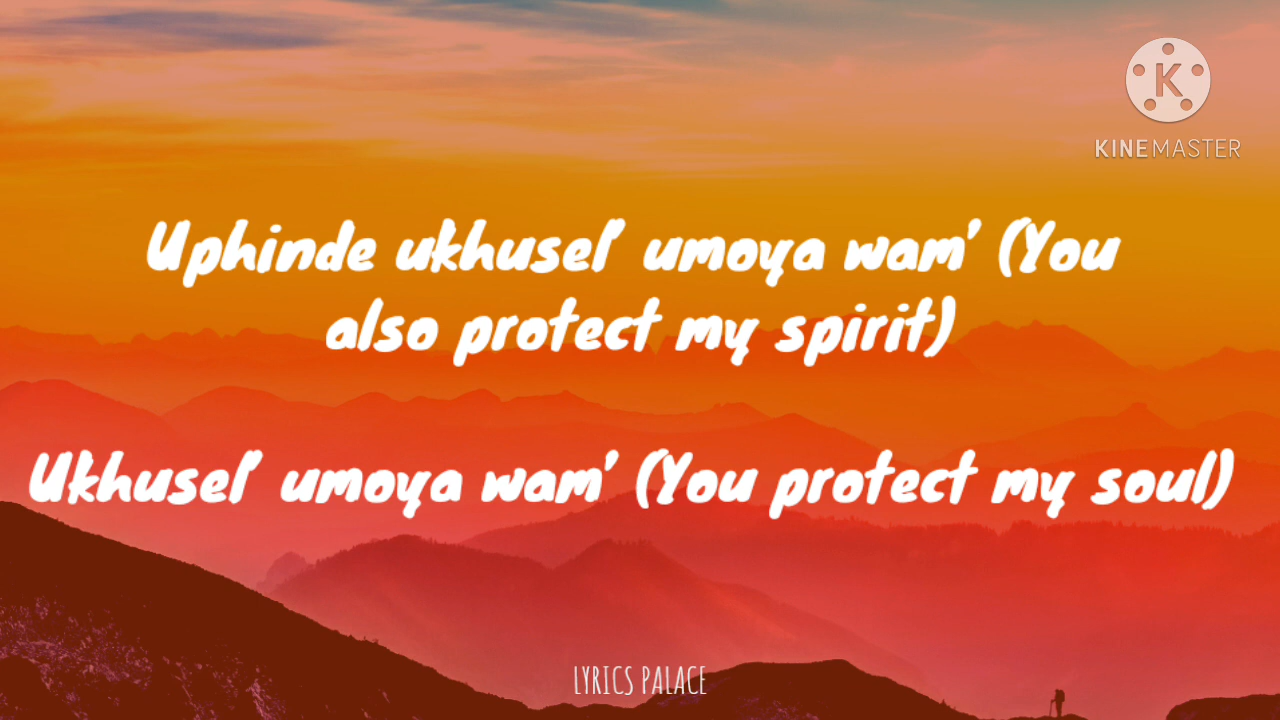 K
KINEMASTER
Uphinde ukhusel' umoya wam' (You
also protect my spirit)
Ukhusel' umoya wam' (You protect my soul)
LYRICS PALACE